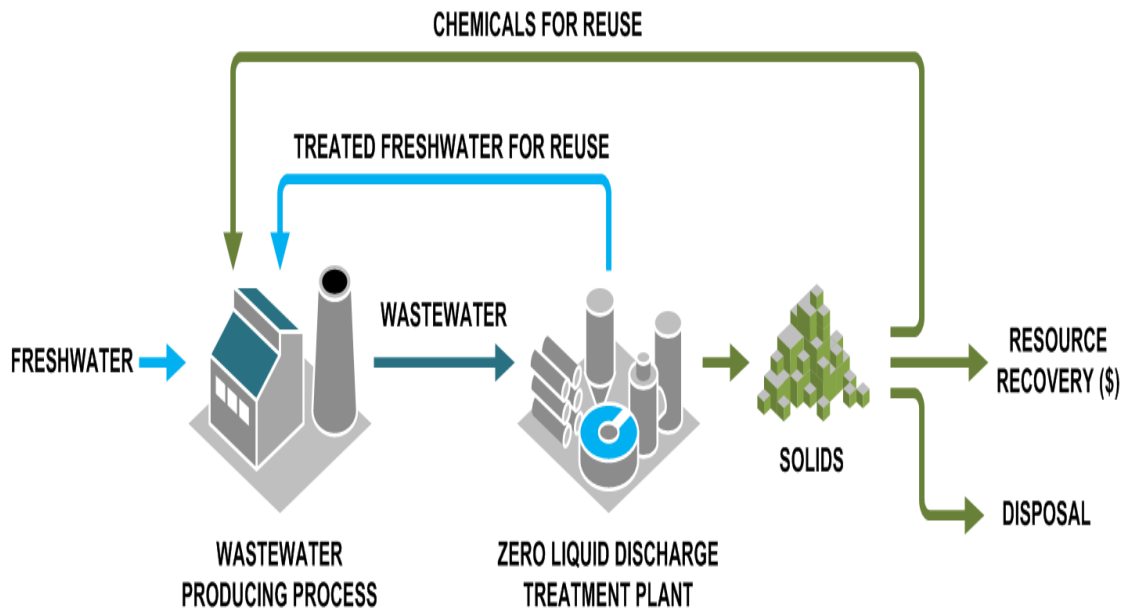 CHEMICALS FOR REUSE
TREATED FRESHWATER FOR REUSE
WASTEWATER
FRESHWATER
RESOURCE
RECOVERY ($)
SOLIDS
DISPOSAL
WASTEWATER
PRODUCING PROCESS
ZERO LIQUID DISCHARGE
TREATMENT PLANT